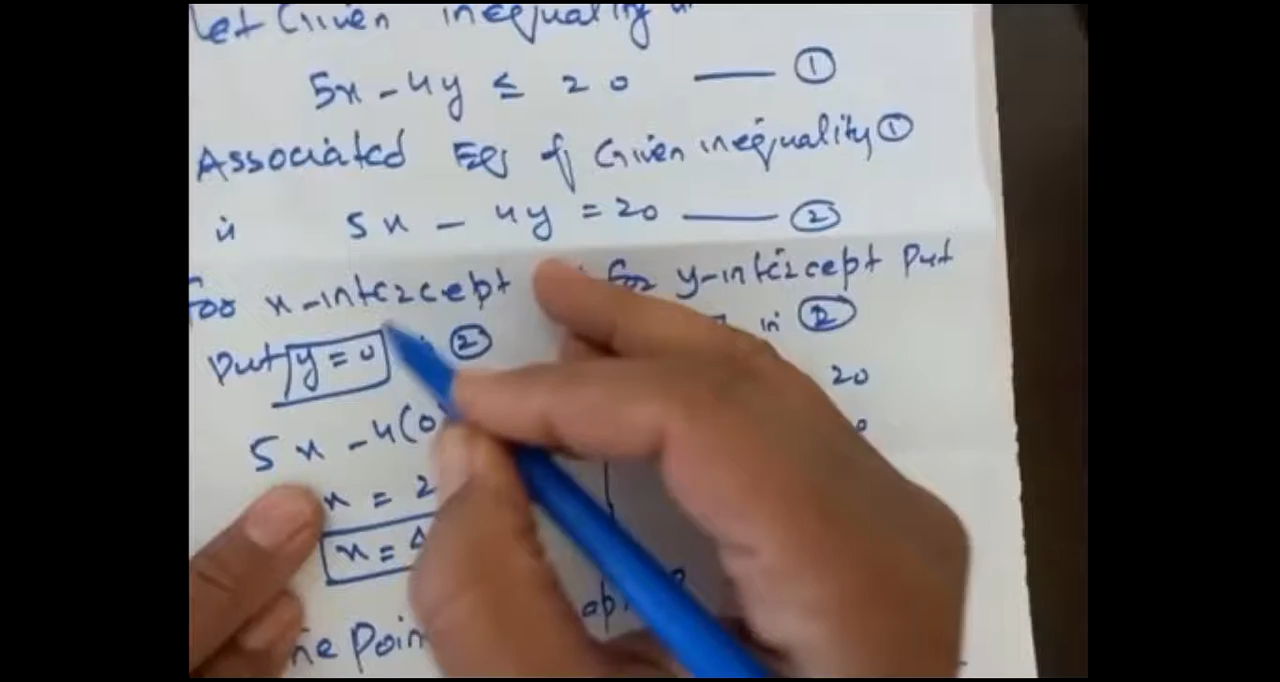 Let Given inequality is
5x - 4y ≤ 20 —— ①
Associated Eq of Given inequality ①
is 5x - 4y = 20 —— ②
For x-intercept
Put y = 0 ②
5x - 4(0
x = 2
x = 4
for y-intercept Put
in ②
20
Poin